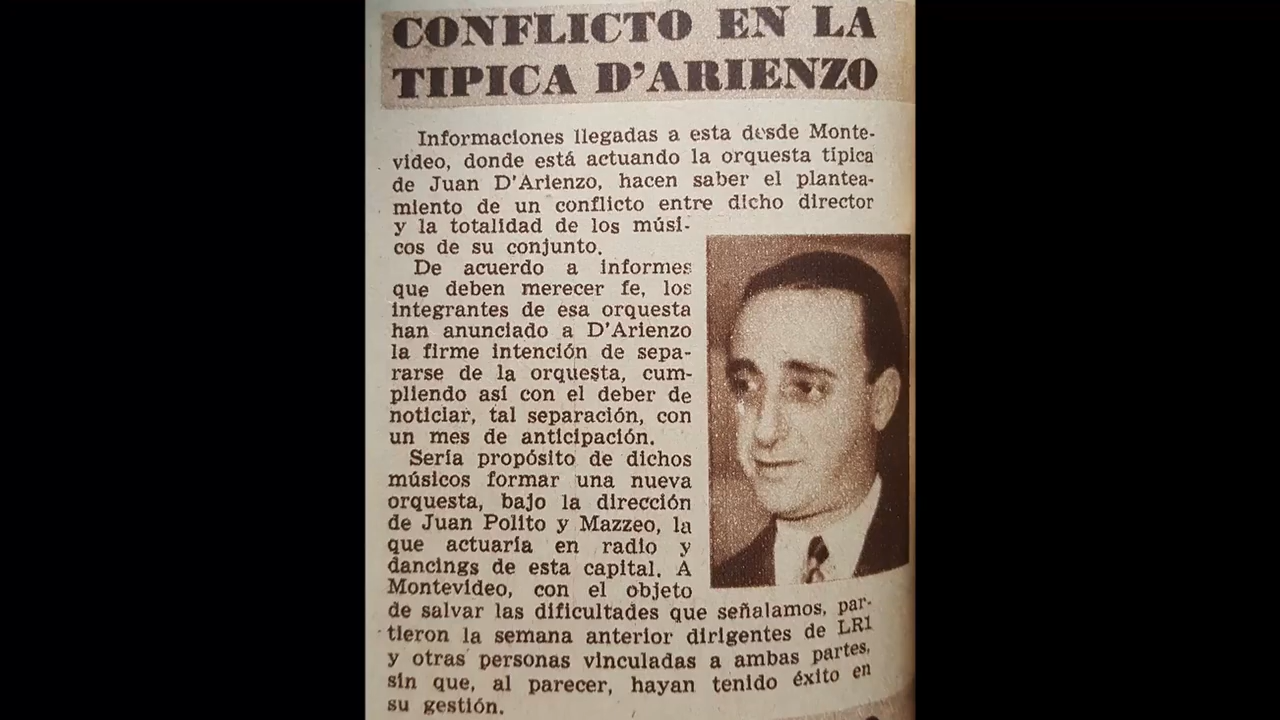 CONFLICTO EN LA
TIPICA D'ARIENZO
Informaciones llegadas a esta desde Monte-
video, donde está actuando la orquesta típica
de Juan D'Arienzo, hacen saber el plantea-
miento de un conflicto entre dicho director
y la totalidad de los músi-
cos de su conjunto.
De acuerdo a informes
que deben merecer fe, los
integrantes de esa orquesta
han anunciado a D'Arienzo
la firme intención de sepa-
rarse de la orquesta, cum-
pliendo así con el deber de
noticiar, tal separación, con
un mes de anticipación.
Sería propósito de dichos
músicos formar una nueva
orquesta, bajo la dirección
de Juan Polito y Mazzeo, la
que actuaría en radio y
dancings de esta capital. A
Montevideo, con el objeto
de salvar las dificultades que señalamos, par-
tieron la semana anterior dirigentes de LR1
y otras personas vinculadas a ambas partes,
sin que, al parecer, hayan tenido éxito en
su gestión.